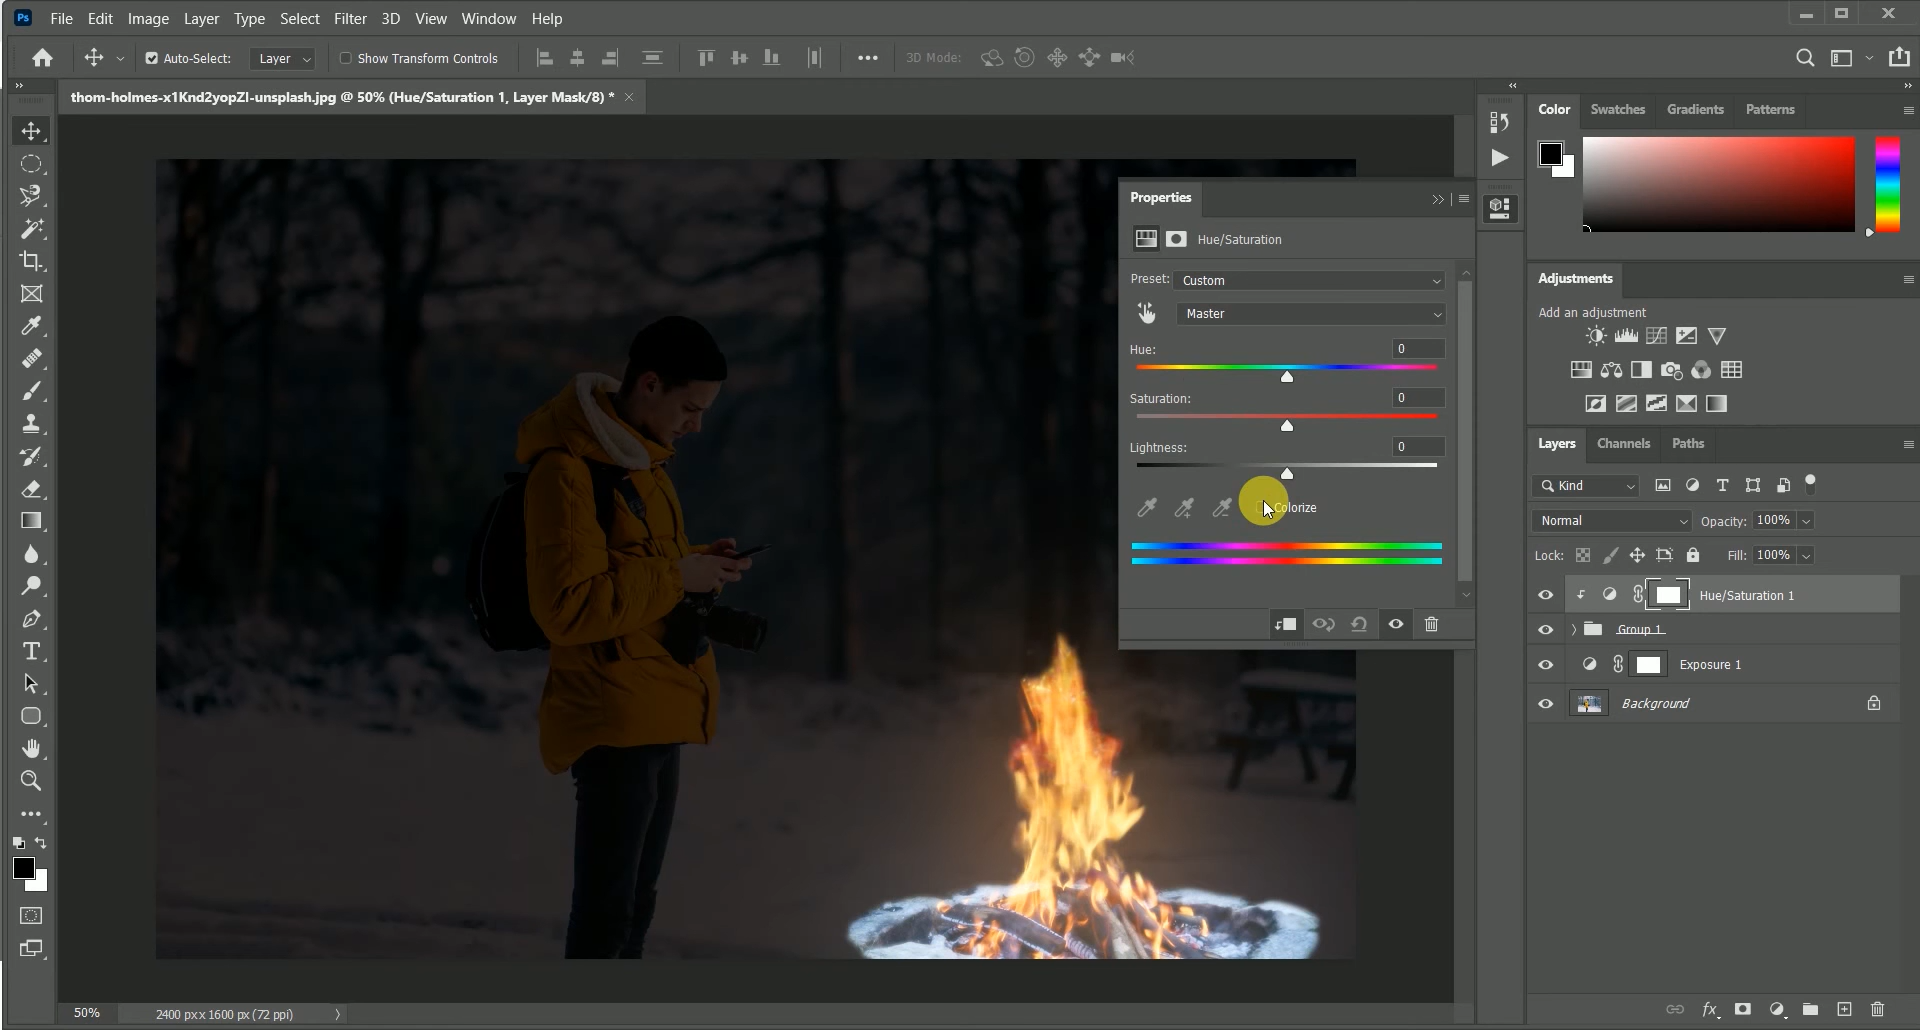 Ps File Edit Image Layer Type Select Filter 3D View Window Help
Auto-Select: Layer Show Transform Controls 3D Mode:
thom-holmes-x1Knd2yopZI-unsplash.jpg @ 50% (Hue/Saturation 1, Layer Mask/8) *
Properties
Hue/Saturation
Preset: Custom
Master
Hue: 0
Saturation: 0
Lightness: 0
Colorize
Color Swatches Gradients Patterns
Adjustments
Add an adjustment
Layers Channels Paths
Kind
Normal Opacity: 100%
Lock: Fill: 100%
Hue/Saturation 1
Group 1
Exposure 1
Background
50% 2400 px x 1600 px (72 ppi)